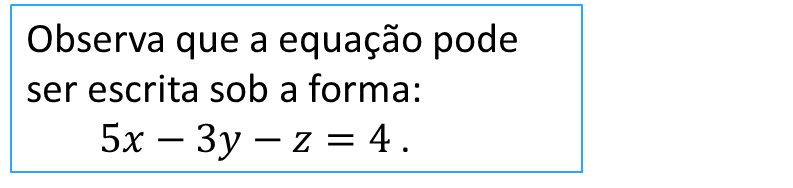 Observa que a equação pode
ser escrita sob a forma:
5x − 3y − z = 4 .